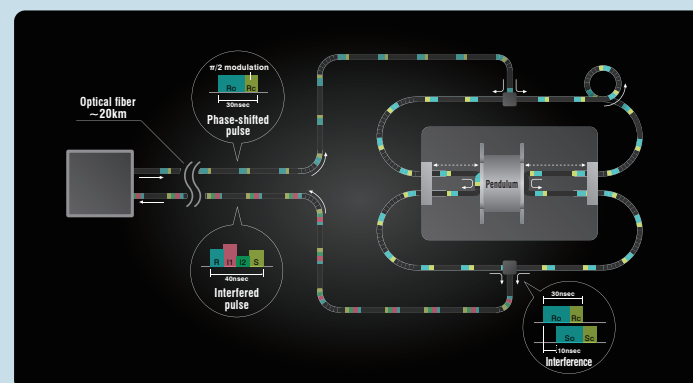 π/2 modulation
Ro Rc
30nsec
Phase-shifted
pulse
Optical fiber
~20km
Pendulum
R I1 I2 S
40nsec
Interfered
pulse
30nsec
Ro Rc
So Sc
10nsec
Interference